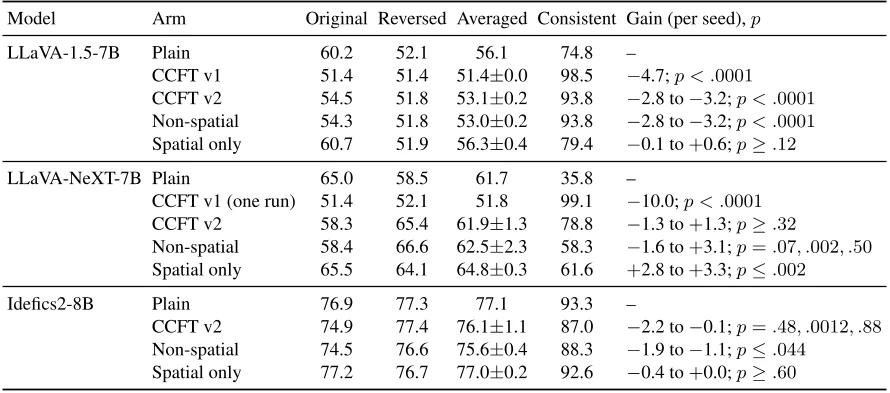 Model Arm Original Reversed Averaged Consistent Gain (per seed), p
LLaVA-1.5-7B Plain 60.2 52.1 56.1 74.8 –
CCFT v1 51.4 51.4 51.4±0.0 98.5 −4.7; p < .0001
CCFT v2 54.5 51.8 53.1±0.2 93.8 −2.8 to −3.2; p < .0001
Non-spatial 54.3 51.8 53.0±0.2 93.8 −2.8 to −3.2; p < .0001
Spatial only 60.7 51.9 56.3±0.4 79.4 −0.1 to +0.6; p ≥ .12
LLaVA-NeXT-7B Plain 65.0 58.5 61.7 35.8 –
CCFT v1 (one run) 51.4 52.1 51.8 99.1 −10.0; p < .0001
CCFT v2 58.3 65.4 61.9±1.3 78.8 −1.3 to +1.3; p ≥ .32
Non-spatial 58.4 66.6 62.5±2.3 58.3 −1.6 to +3.1; p = .07, .002, .50
Spatial only 65.5 64.1 64.8±0.3 61.6 +2.8 to +3.3; p ≤ .002
Idefics2-8B Plain 76.9 77.3 77.1 93.3 –
CCFT v2 74.9 77.4 76.1±1.1 87.0 −2.2 to −0.1; p = .48, .0012, .88
Non-spatial 74.5 76.6 75.6±0.4 88.3 −1.9 to −1.1; p ≤ .044
Spatial only 77.2 76.7 77.0±0.2 92.6 −0.4 to +0.0; p ≥ .60